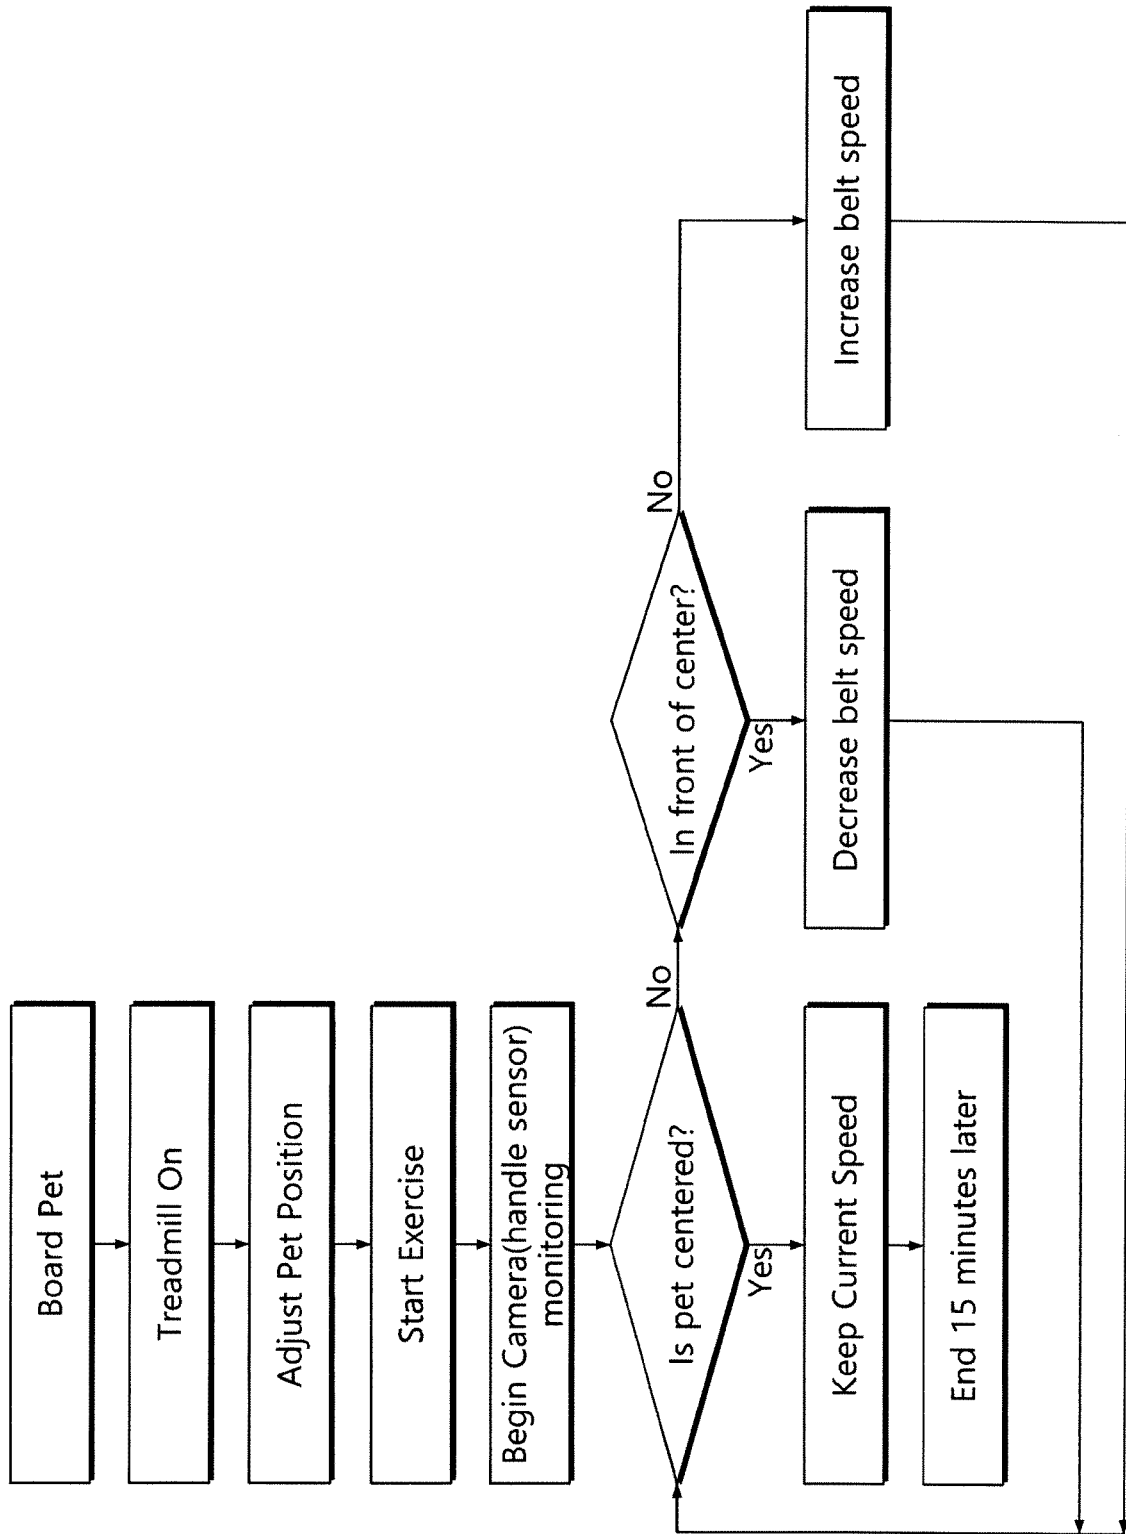 Board Pet
Treadmill On
Adjust Pet Position
Start Exercise
Begin Camera(handle sensor)
monitoring
Is pet centered?
No
Yes
In front of center?
No
Yes
Keep Current Speed
Decrease belt speed
Increase belt speed
End 15 minutes later